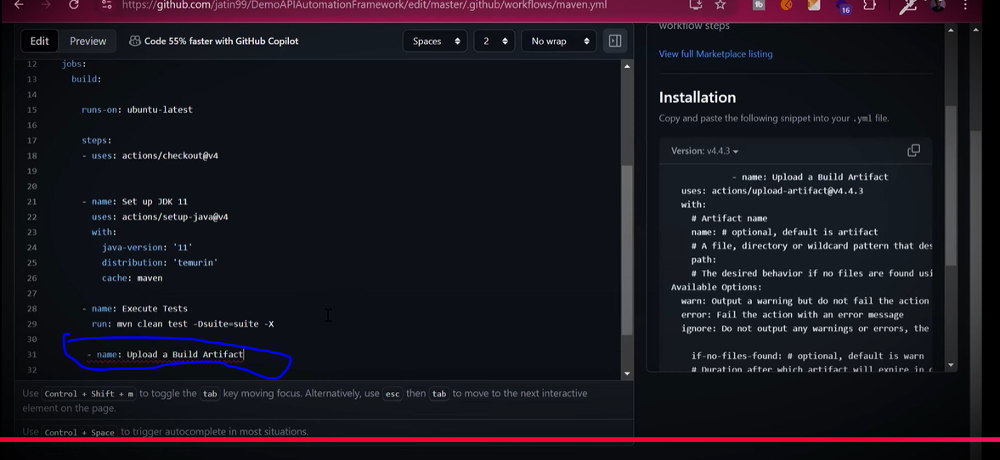 https://github.com/jatin99/DemoAPIAutomationFramework/edit/master/.github/workflows/maven.yml
16
Edit Preview Code 55% faster with GitHub Copilot Spaces 2 No wrap
12 jobs:
13 build:
14
15 runs-on: ubuntu-latest
16
17 steps:
18 - uses: actions/checkout@v4
19
20
21 - name: Set up JDK 11
22 uses: actions/setup-java@v4
23 with:
24 java-version: '11'
25 distribution: 'temurin'
26 cache: maven
27
28 - name: Execute Tests
29 run: mvn clean test -Dsuite=suite -X
30
31 - name: Upload a Build Artifact
32
Use Control + Shift + m to toggle the tab key moving focus. Alternatively, use esc then tab to move to the next interactive
element on the page.
Use Control + Space to trigger autocomplete in most situations.
workflow steps
View full Marketplace listing
Installation
Copy and paste the following snippet into your .yml file.
Version: v4.4.3
- name: Upload a Build Artifact
uses: actions/upload-artifact@v4.4.3
with:
# Artifact name
name: # optional, default is artifact
# A file, directory or wildcard pattern that des
path:
# The desired behavior if no files are found usi
Available Options:
warn: Output a warning but do not fail the action
error: Fail the action with an error message
ignore: Do not output any warnings or errors, the
if-no-files-found: # optional, default is warn
# Duration after which artifact will expire in